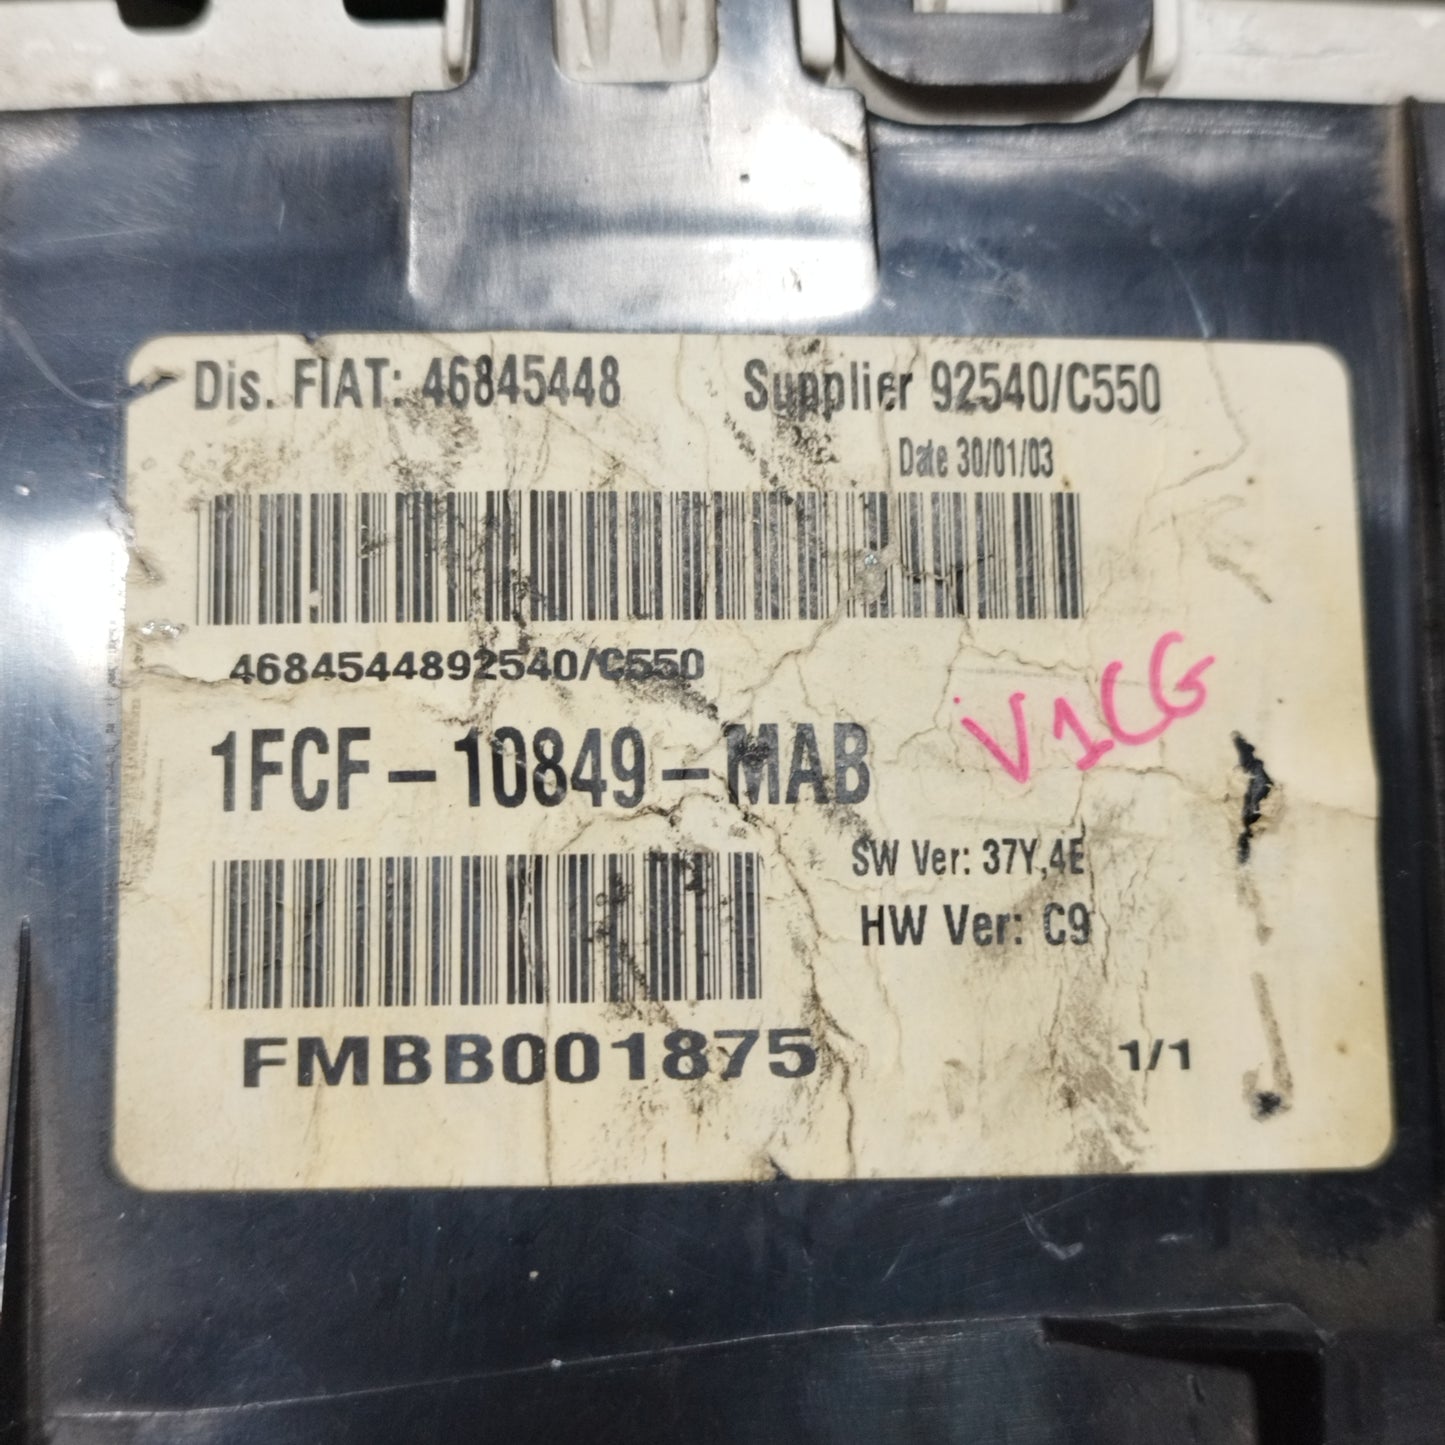 Dis. FIAT: 46845448 Supplier 92540/C550
Date 30/01/03
4684544892540/C550
1FCF-10849-MAB
V1CG
SW Ver: 37Y,4E
HW Ver: C9
FMBB001875 1/1